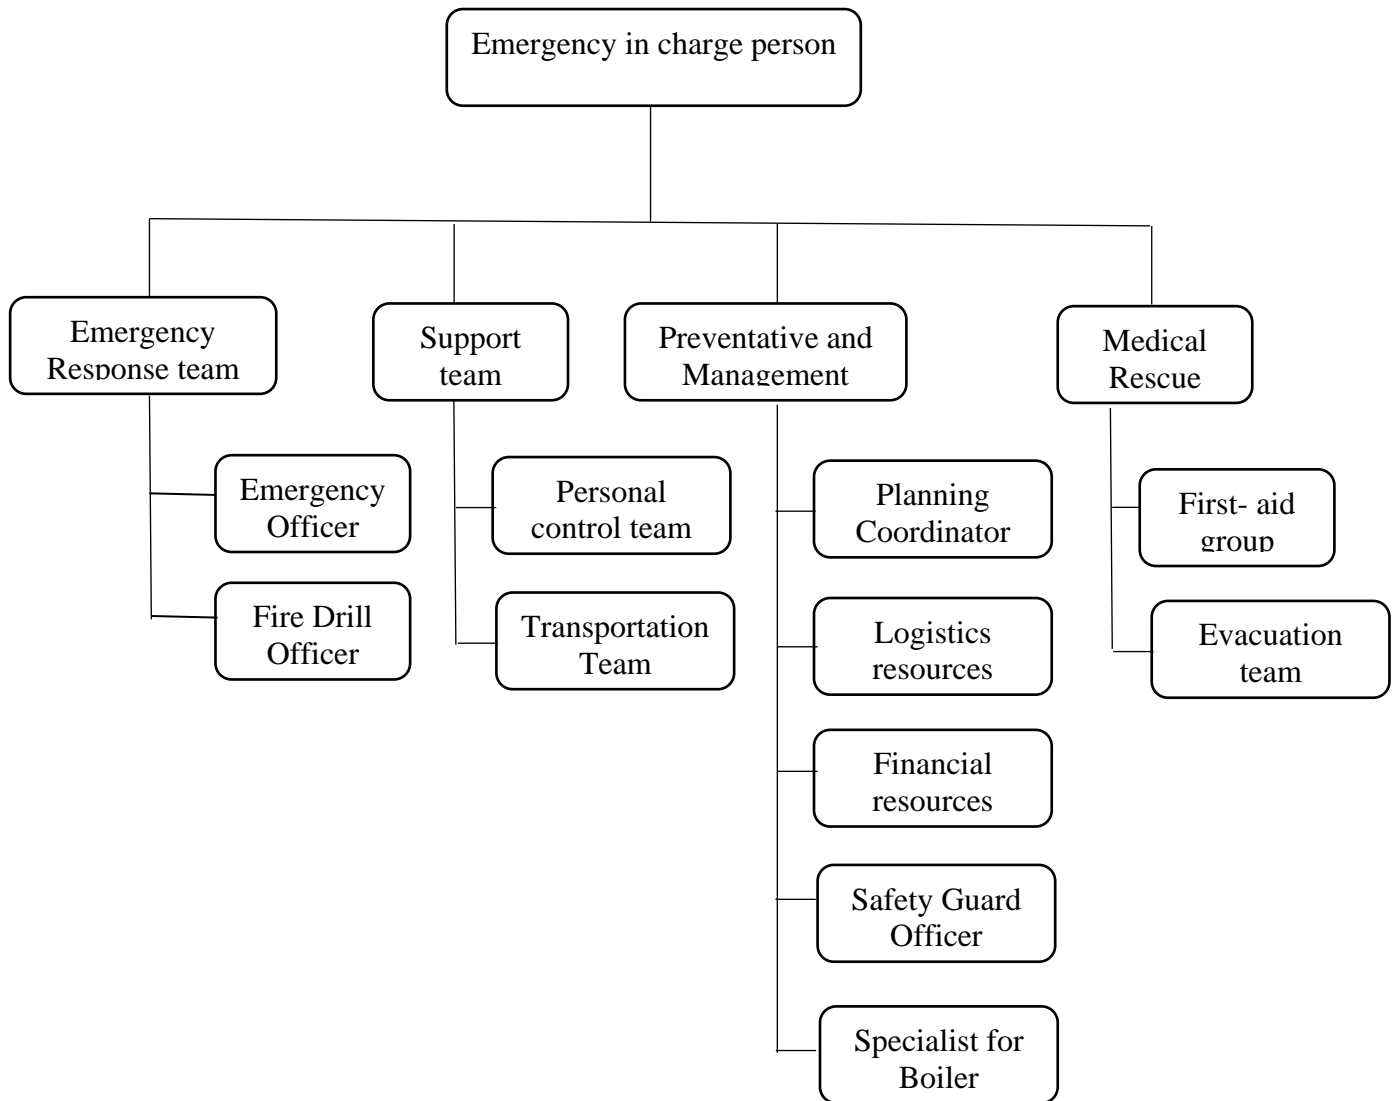 Emergency in charge person
Emergency
Response team
Support
team
Preventative and
Management
Medical
Rescue
Emergency
Officer
Fire Drill
Officer
Personal
control team
Transportation
Team
Planning
Coordinator
Logistics
resources
Financial
resources
Safety Guard
Officer
Specialist for
Boiler
First- aid
group
Evacuation
team